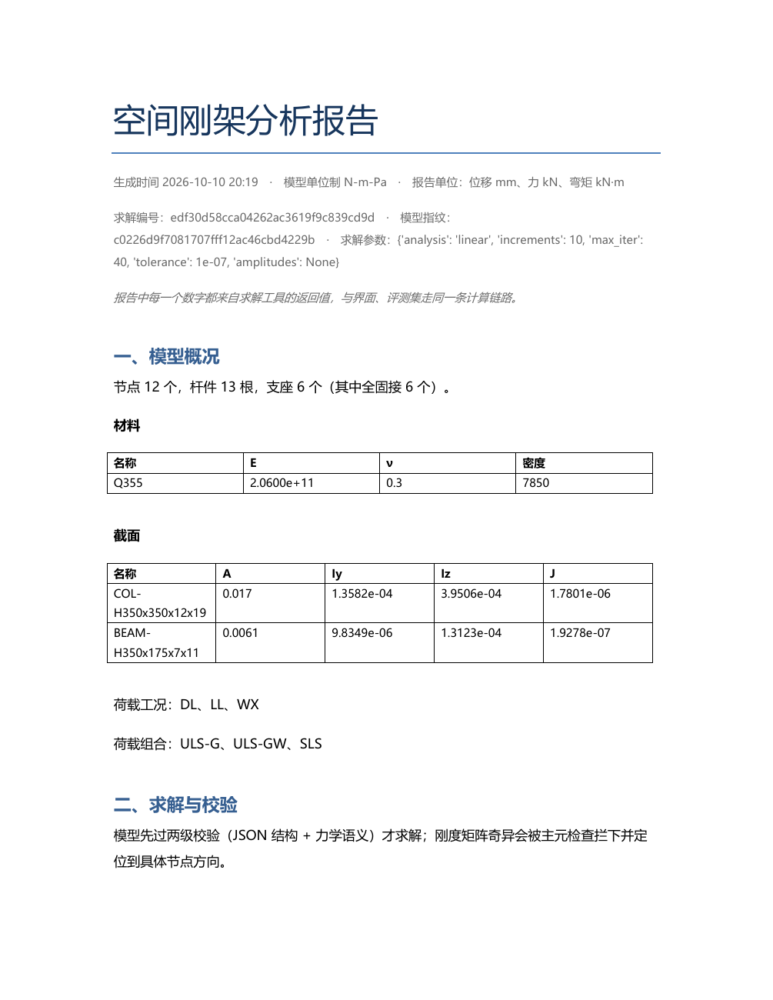 空间刚架分析报告
生成时间 2026-10-10 20:19 · 模型单位制 N-m-Pa · 报告单位：位移 mm、力 kN、弯矩 kN·m
求解编号：edf30d58cca04262ac3619f9c839cd9d · 模型指纹：
c0226d9f7081707fff12ac46cbd4229b · 求解参数：{'analysis': 'linear', 'increments': 10, 'max_iter':
40, 'tolerance': 1e-07, 'amplitudes': None}
报告中每一个数字都来自求解工具的返回值，与界面、评测集走同一条计算链路。
一、模型概况
节点 12 个，杆件 13 根，支座 6 个（其中全固接 6 个）。
材料
名称 E ν 密度
Q355 2.0600e+11 0.3 7850
截面
名称 A Iy Iz J
COL- 0.017 1.3582e-04 3.9506e-04 1.7801e-06
H350x350x12x19
BEAM- 0.0061 9.8349e-06 1.3123e-04 1.9278e-07
H350x175x7x11
荷载工况：DL、LL、WX
荷载组合：ULS-G、ULS-GW、SLS
二、求解与校验
模型先过两级校验（JSON 结构 + 力学语义）才求解；刚度矩阵奇异会被主元检查拦下并定
位到具体节点方向。